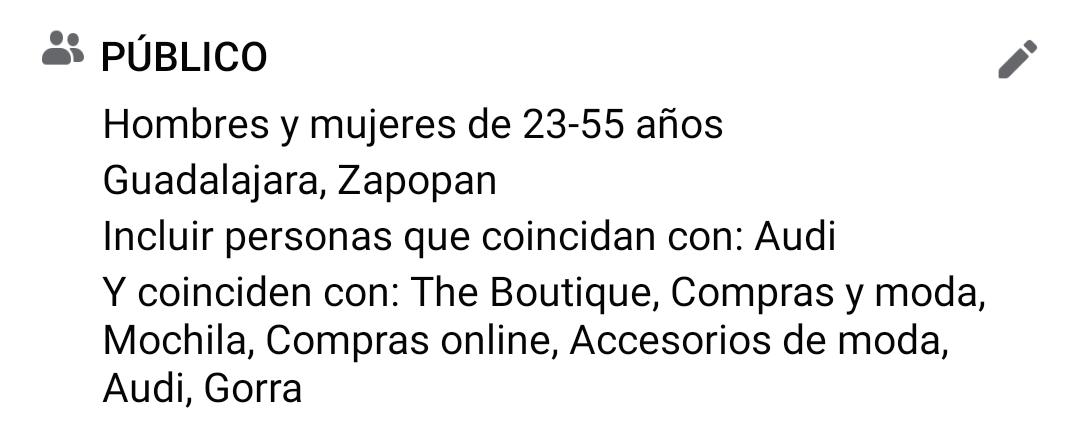 PÚBLICO
Hombres y mujeres de 23-55 años
Guadalajara, Zapopan
Incluir personas que coincidan con: Audi
Y coinciden con: The Boutique, Compras y moda,
Mochila, Compras online, Accesorios de moda,
Audi, Gorra